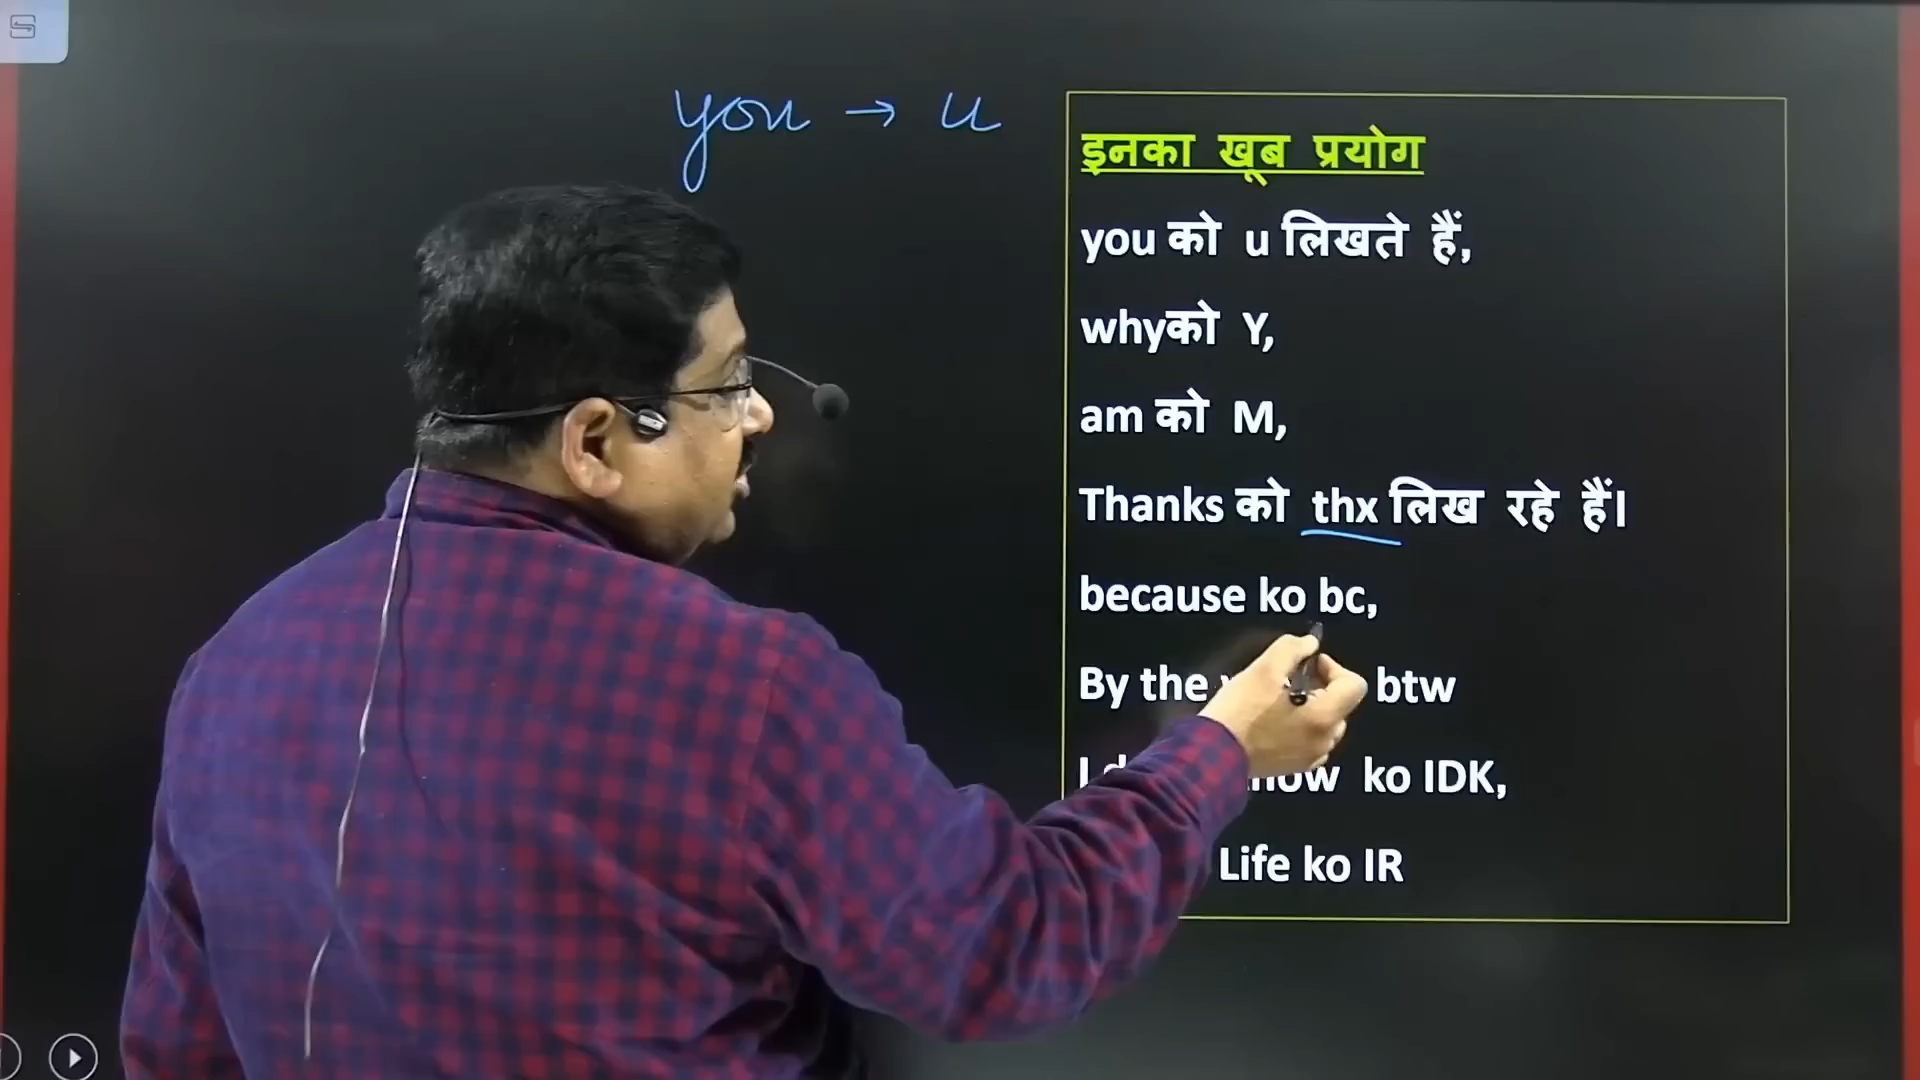 you → u
इनका खूब प्रयोग
you को u लिखते हैं,
whyको Y,
am को M,
Thanks को thx लिख रहे हैं।
because ko bc,
By the btw
I ko IDK,
Life ko IR